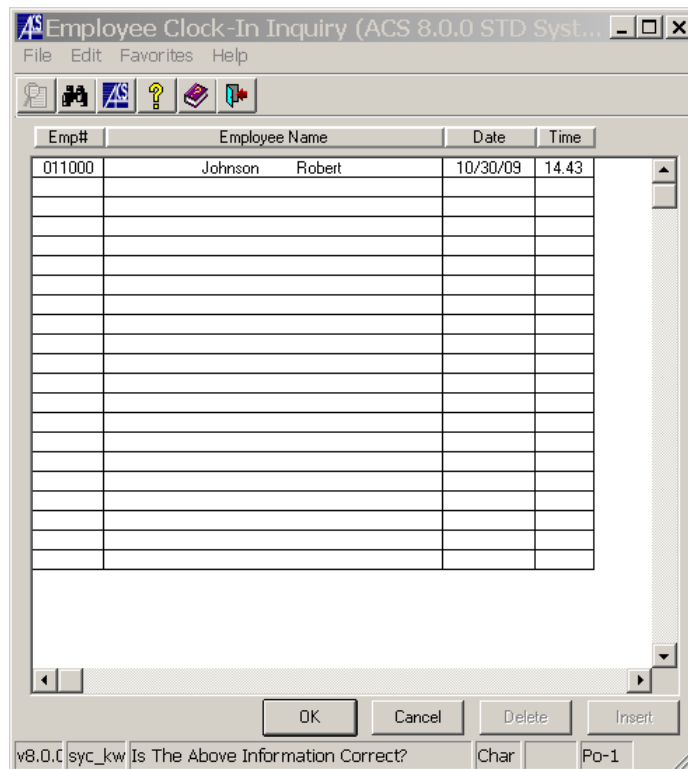 AS Employee Clock-In Inquiry (ACS 8.0.0 STD Syst...
File Edit Favorites Help
AS ?
Emp# Employee Name Date Time
011000 Johnson Robert 10/30/09 14.43
OK Cancel Delete Insert
v8.0.0 syc_kw Is The Above Information Correct? Char Po-1